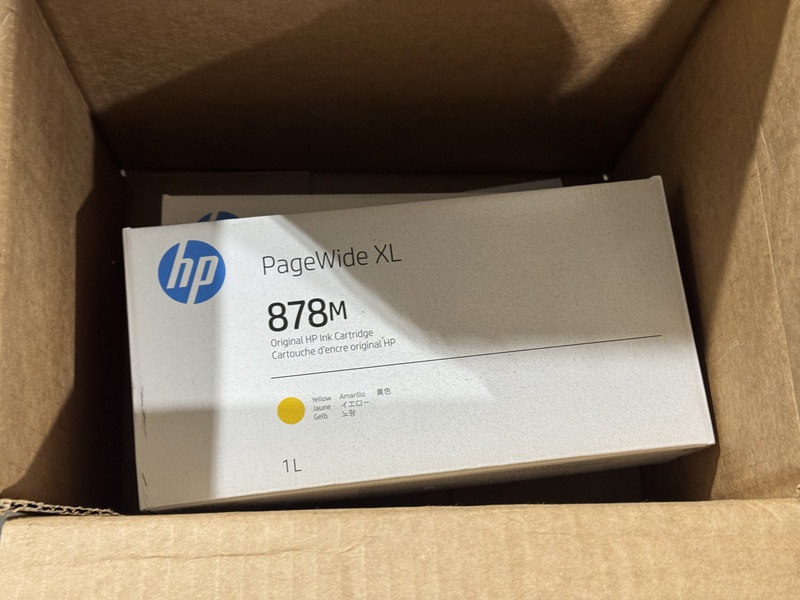 hp
PageWide XL
878M
Original HP Ink Cartridge
Cartouche d'encre original HP
Yellow Amarillo 黄色
Jaune イエロー
Gelb 노랑
1 L